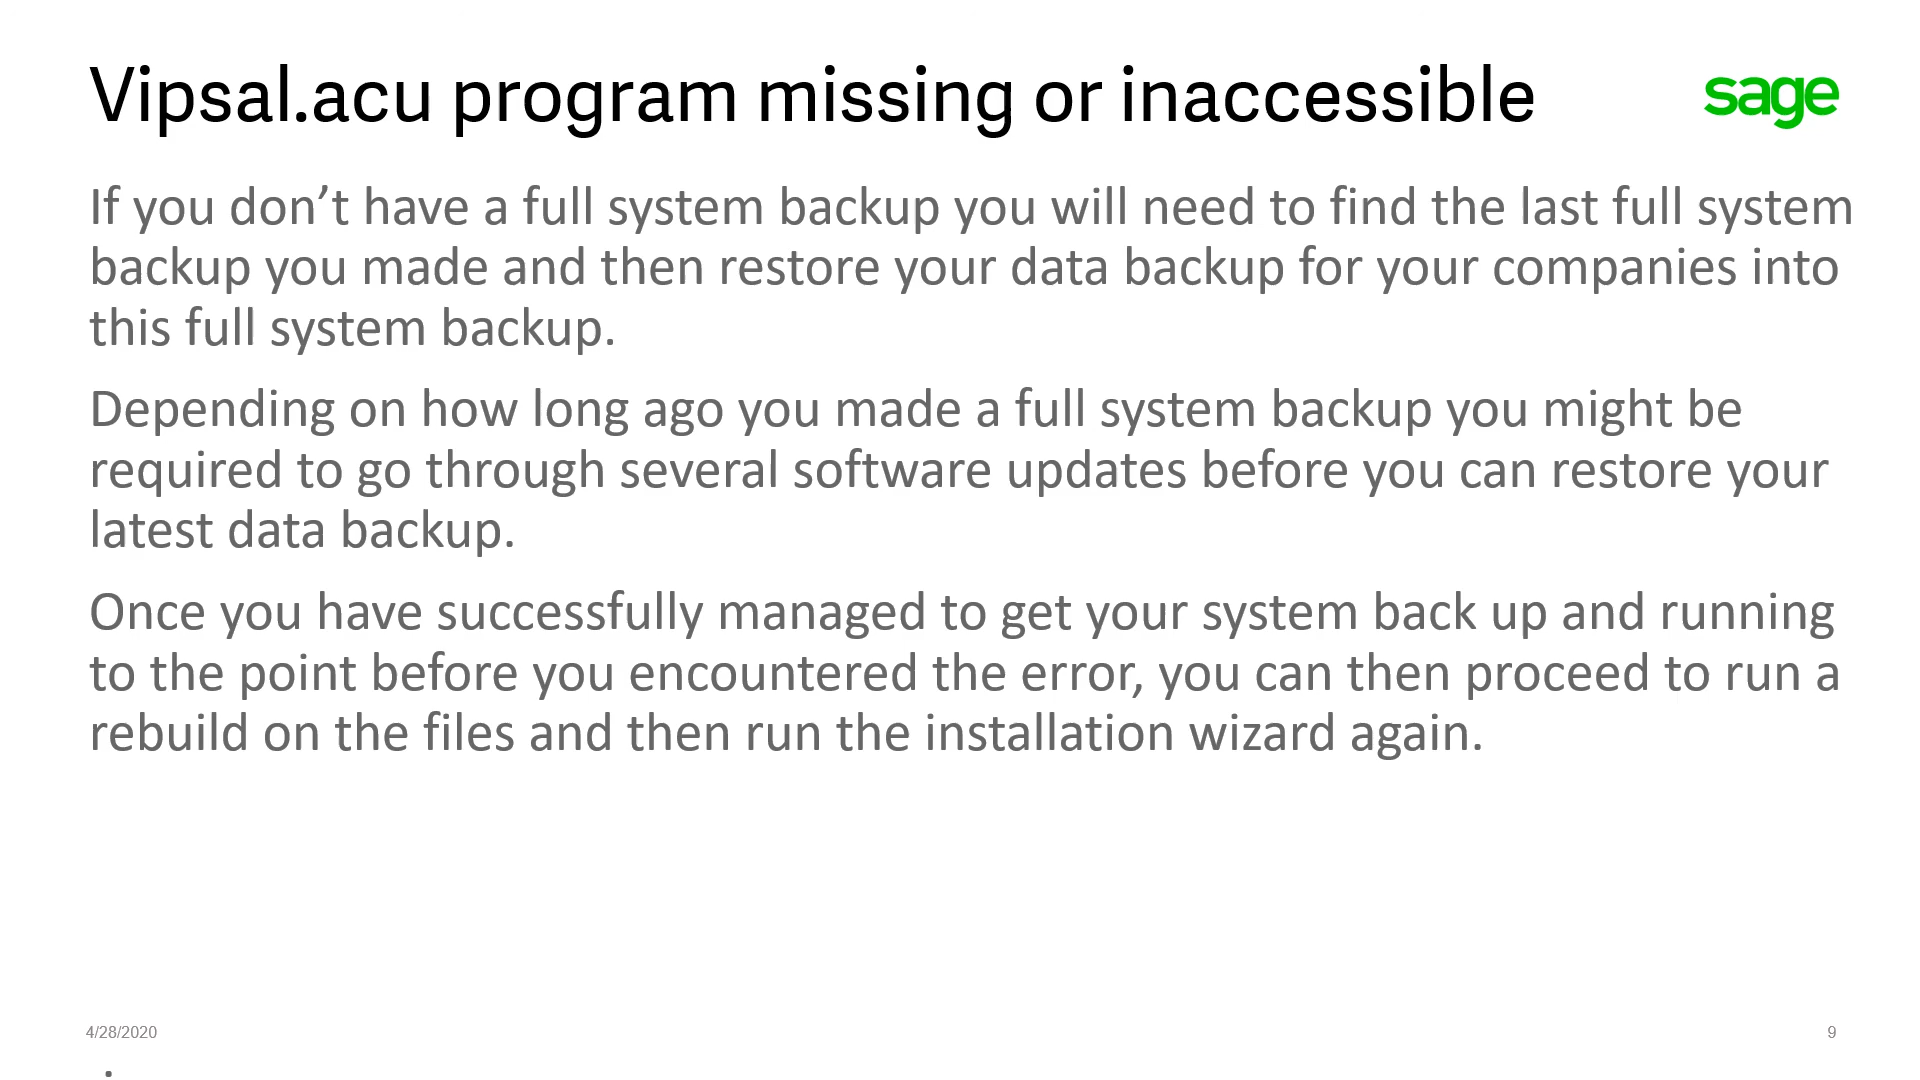 Vipsal.acu program missing or inaccessible
sage
If you don’t have a full system backup you will need to find the last full system
backup you made and then restore your data backup for your companies into
this full system backup.
Depending on how long ago you made a full system backup you might be
required to go through several software updates before you can restore your
latest data backup.
Once you have successfully managed to get your system back up and running
to the point before you encountered the error, you can then proceed to run a
rebuild on the files and then run the installation wizard again.
4/28/2020
9